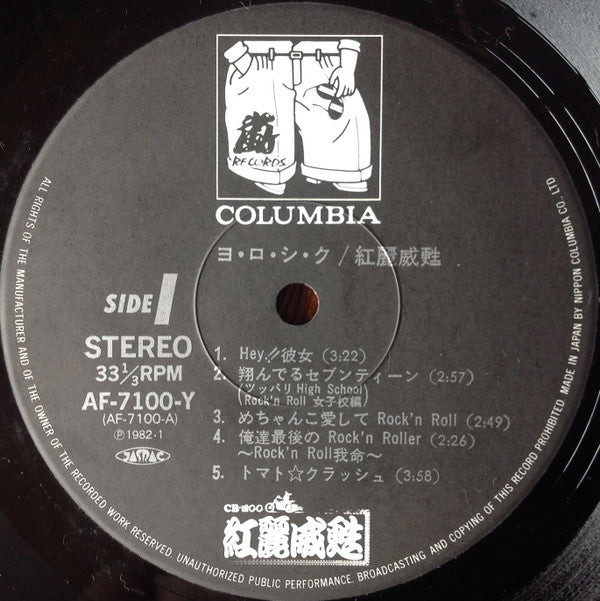 RECORDS
COLUMBIA
ヨ・ロ・シ・ク/紅麗威甦
SIDE 1
STEREO
33 1/3 RPM
AF-7100-Y
(AF-7100-A)
Ⓟ1982・1
JASRAC
1. Hey!!彼女 (3:22)
2. 翔んでるセブンティーン (2:57)
(ツッパリ High School)
(Rock'n Roll 女子校編)
3. めちゃんこ愛して Rock'n Roll (2:49)
4. 俺達最後の Rock'n Roller (2:26)
〜Rock'n Roll我命〜
5. トマト☆クラッシュ (3:58)
紅麗威甦
ALL RIGHTS OF THE MANUFACTURER AND OF THE OWNER OF THE RECORDED WORK RESERVED. UNAUTHORIZED PUBLIC PERFORMANCE. BROADCASTING AND COPYING OF THIS RECORD PROHIBITED MADE IN JAPAN BY NIPPON COLUMBIA CO., LTD